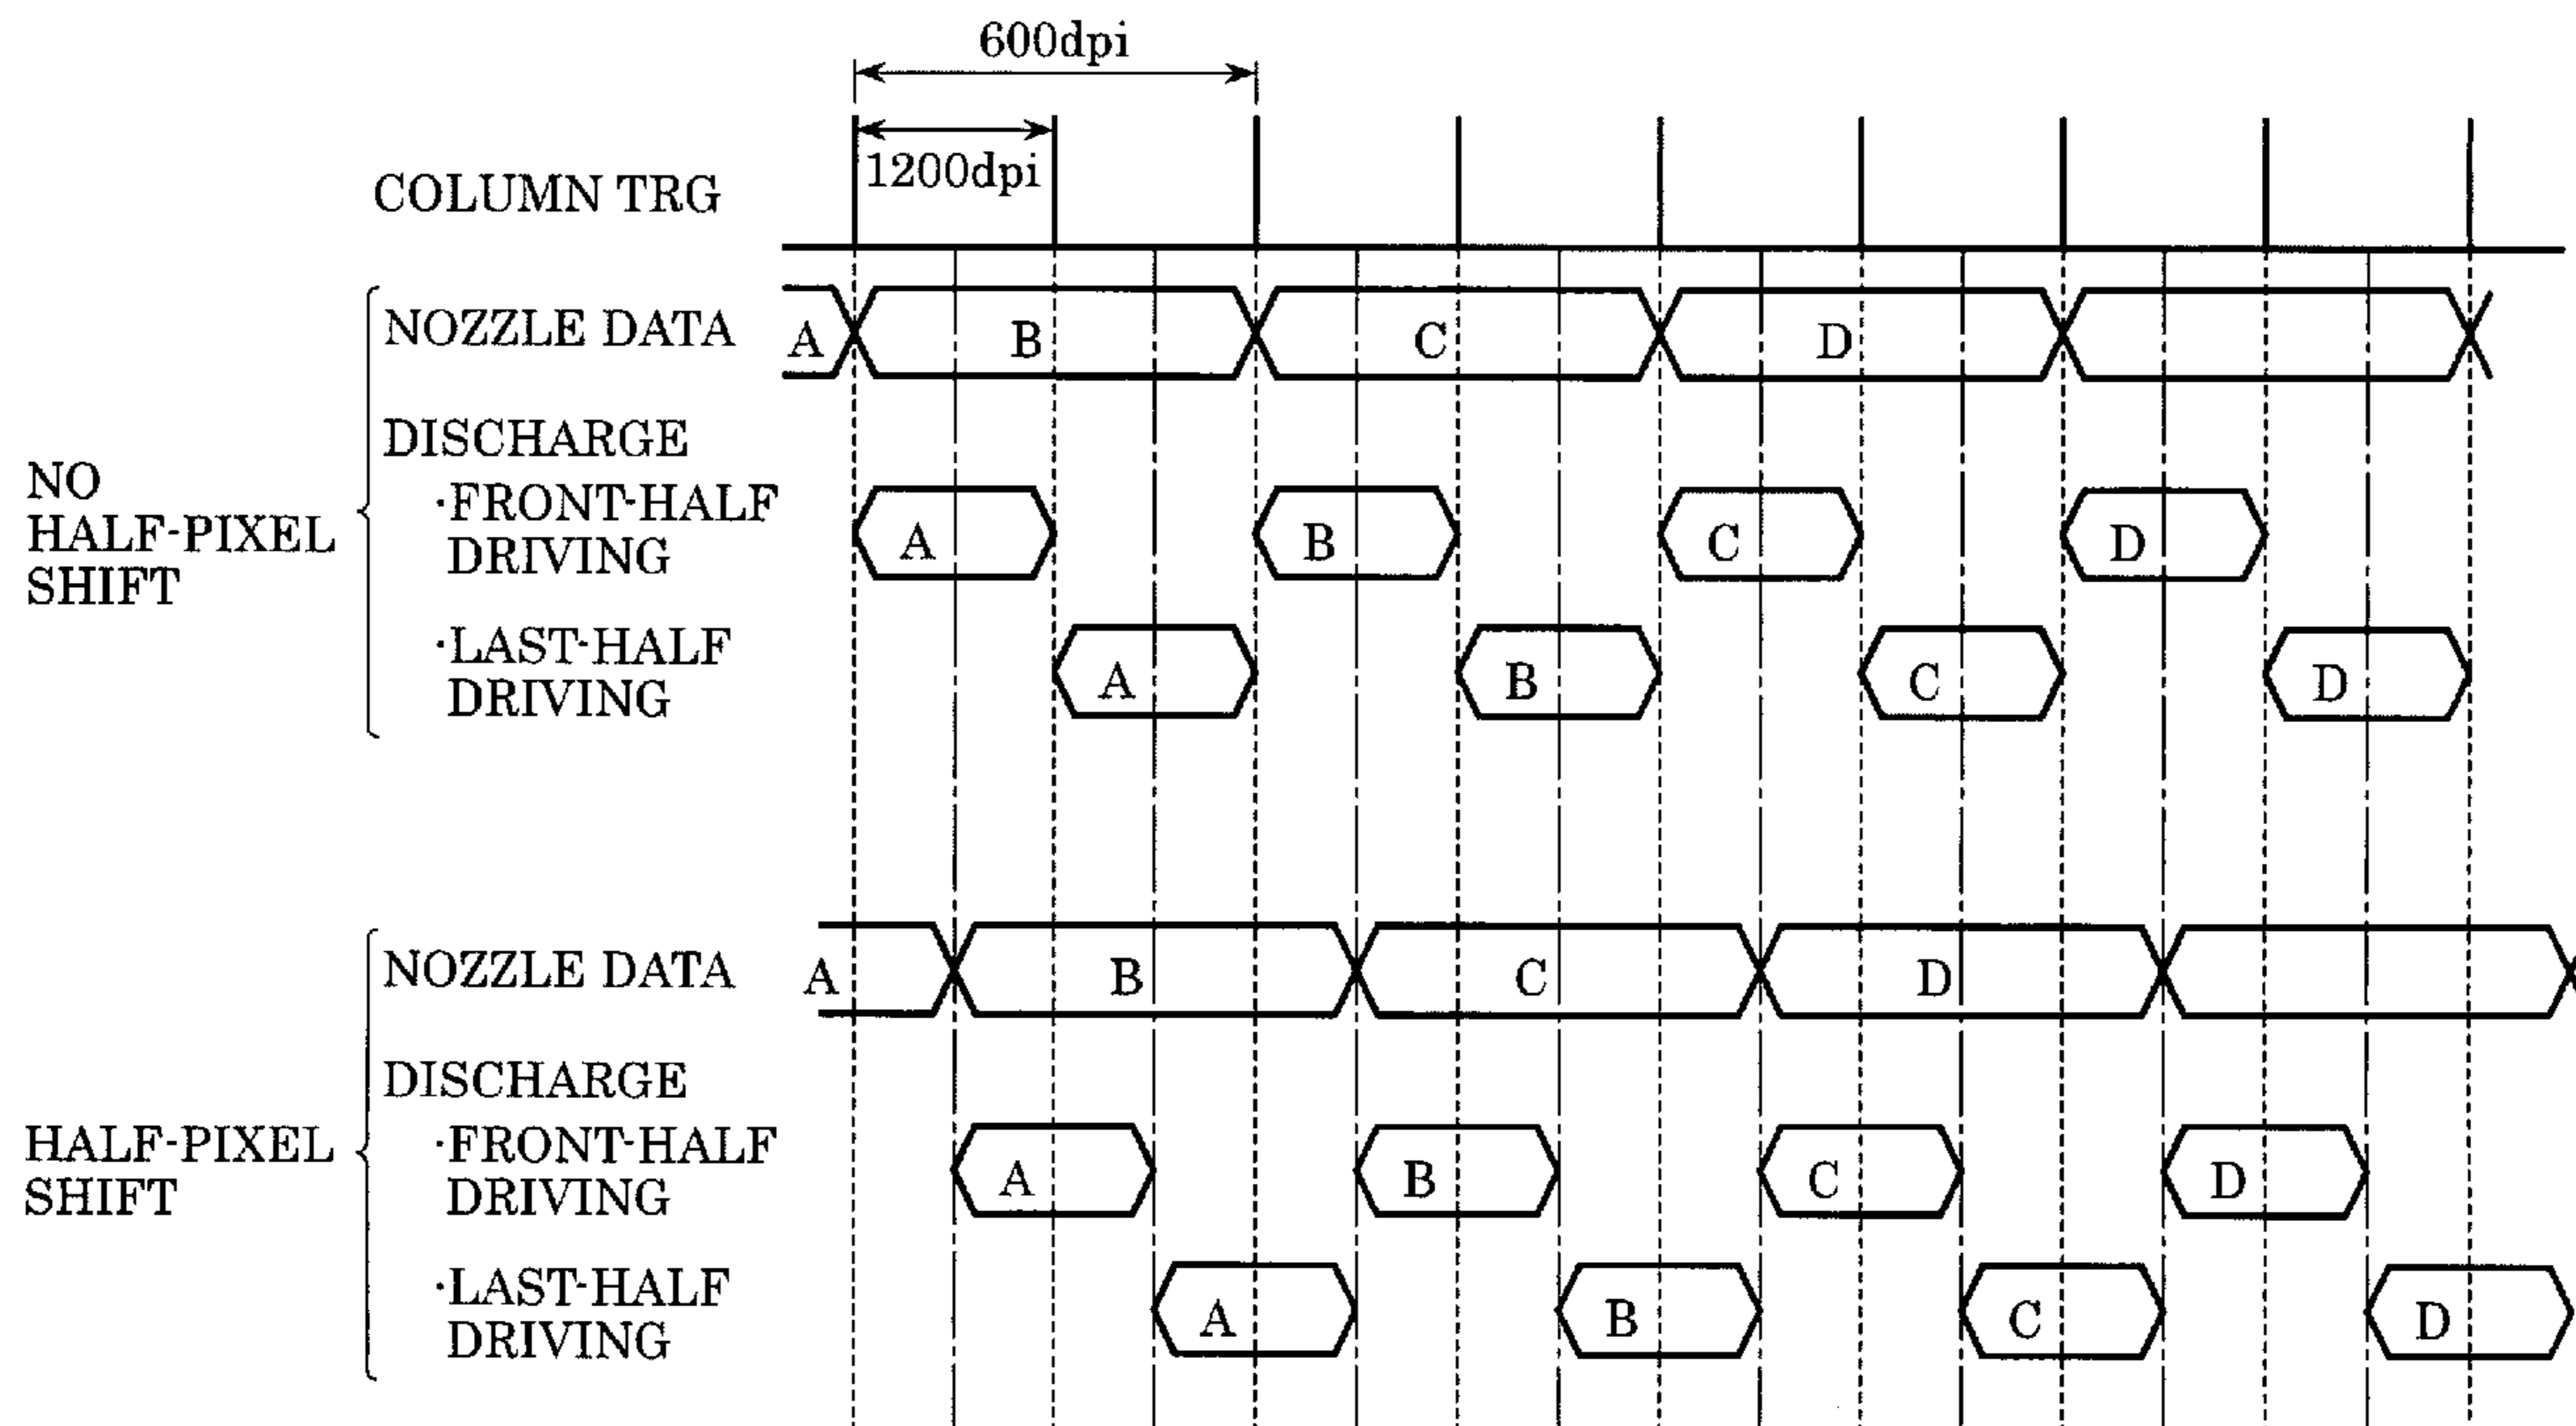 600dpi
1200dpi
COLUMN TRG
NO
HALF-PIXEL
SHIFT
NOZZLE DATA
A B C D
DISCHARGE
·FRONT-HALF
DRIVING
A B C D
·LAST-HALF
DRIVING
A B C D
HALF-PIXEL
SHIFT
NOZZLE DATA
A B C D
DISCHARGE
·FRONT-HALF
DRIVING
A B C D
·LAST-HALF
DRIVING
A B C D